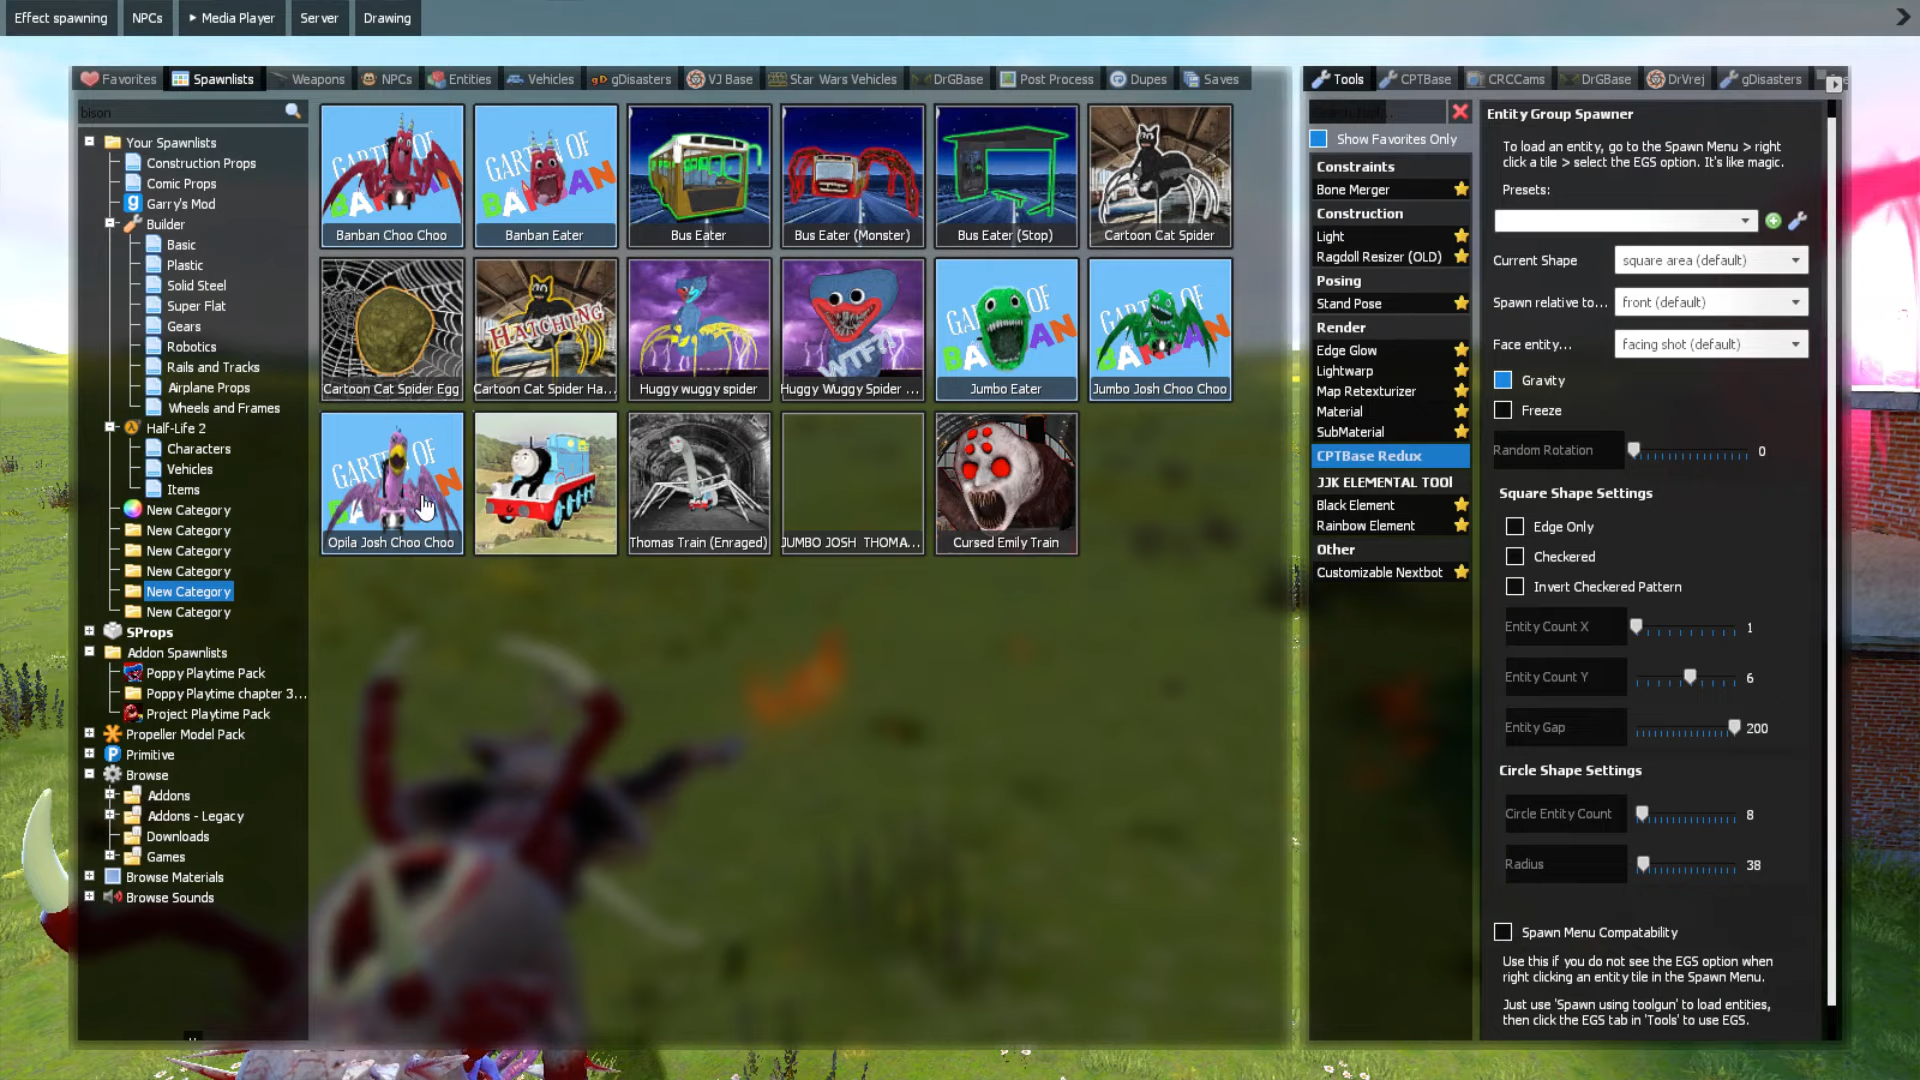 Effect spawning
NPCs
Media Player
Server
Drawing
Favorites
Spawnlists
Weapons
NPCs
Entities
Vehicles
gDisasters
VJ Base
Star Wars Vehicles
DrGBase
Post Process
Dupes
Saves
bison
Your Spawnlists
Construction Props
Comic Props
Garry's Mod
Builder
Basic
Plastic
Solid Steel
Super Flat
Gears
Robotics
Rails and Tracks
Airplane Props
Wheels and Frames
Half-Life 2
Characters
Vehicles
Items
New Category
New Category
New Category
New Category
New Category
New Category
SProps
Addon Spawnlists
Poppy Playtime Pack
Poppy Playtime chapter 3...
Project Playtime Pack
Propeller Model Pack
Primitive
Browse
Addons
Addons - Legacy
Downloads
Games
Browse Materials
Browse Sounds
Banban Choo Choo
Banban Eater
Bus Eater
Bus Eater (Monster)
Bus Eater (Stop)
Cartoon Cat Spider
Cartoon Cat Spider Egg
HATCHING
Cartoon Cat Spider Ha...
Huggy wuggy spider
WTF?!
Huggy Wuggy Spider ...
Jumbo Eater
Jumbo Josh Choo Choo
Opila Josh Choo Choo
Thomas Train (Enraged)
JUMBO JOSH THOMA...
Cursed Emily Train
Tools
CPTBase
CRCCams
DrGBase
DrVrej
gDisasters
Show Favorites Only
Constraints
Bone Merger
Construction
Light
Ragdoll Resizer (OLD)
Posing
Stand Pose
Render
Edge Glow
Lightwarp
Map Retexturizer
Material
SubMaterial
CPTBase Redux
JJK ELEMENTAL TOOl
Black Element
Rainbow Element
Other
Customizable Nextbot
Entity Group Spawner
To load an entity, go to the Spawn Menu > right
click a tile > select the EGS option. It's like magic.
Presets:
Current Shape
square area (default)
Spawn relative to...
front (default)
Face entity...
facing shot (default)
Gravity
Freeze
Random Rotation
0
Square Shape Settings
Edge Only
Checkered
Invert Checkered Pattern
Entity Count X
1
Entity Count Y
6
Entity Gap
200
Circle Shape Settings
Circle Entity Count
8
Radius
38
Spawn Menu Compatability
Use this if you do not see the EGS option when
right clicking an entity tile in the Spawn Menu.
Just use 'Spawn using toolgun' to load entities,
then click the EGS tab in 'Tools' to use EGS.